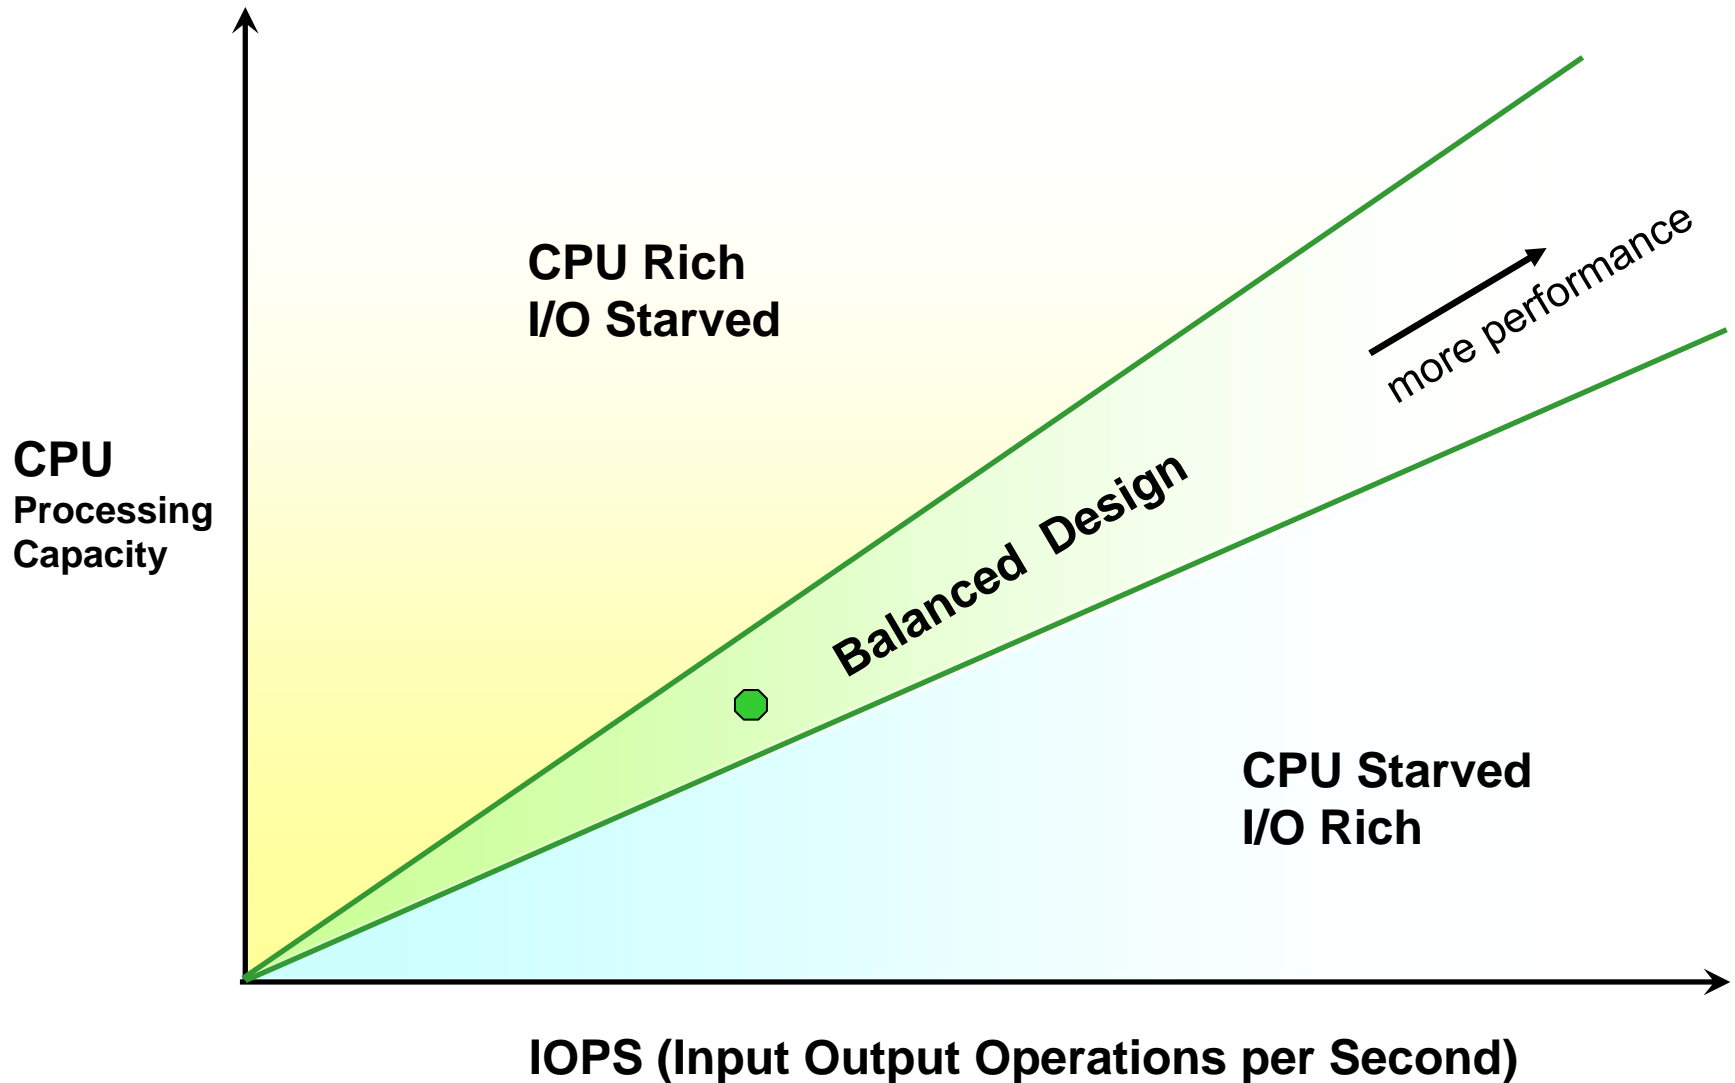 CPU Rich
I/O Starved
more performance
CPU
Processing
Capacity
Balanced Design
CPU Starved
I/O Rich
IOPS (Input Output Operations per Second)